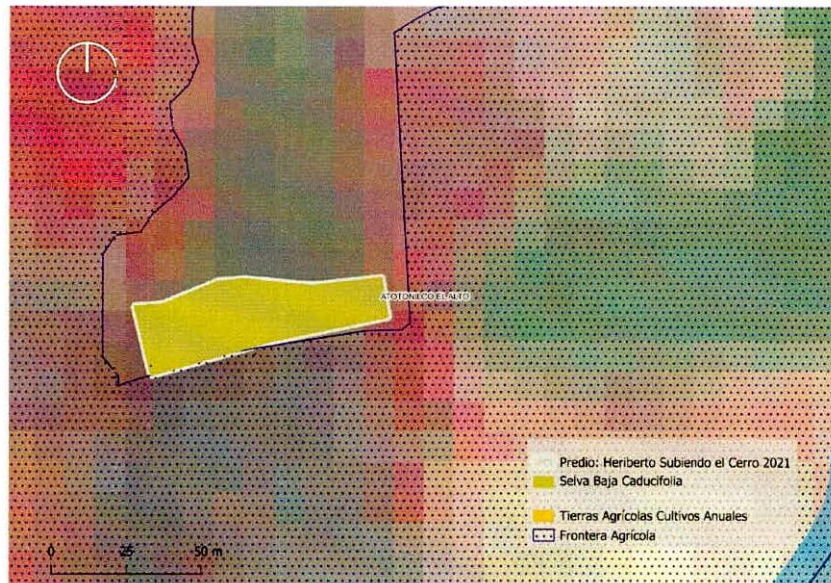 ATOTONILCO EL ALTO
Predio: Heriberto Subiendo el Cerro 2021
Selva Baja Caducifolia
Tierras Agrícolas Cultivos Anuales
Frontera Agrícola
0 25 50 m